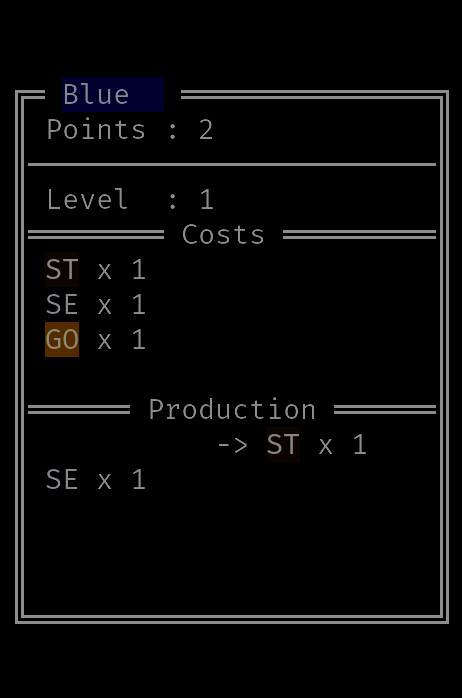 Blue
Points : 2
Level  : 1
Costs
ST x 1
SE x 1
GO x 1
Production
-> ST x 1
SE x 1